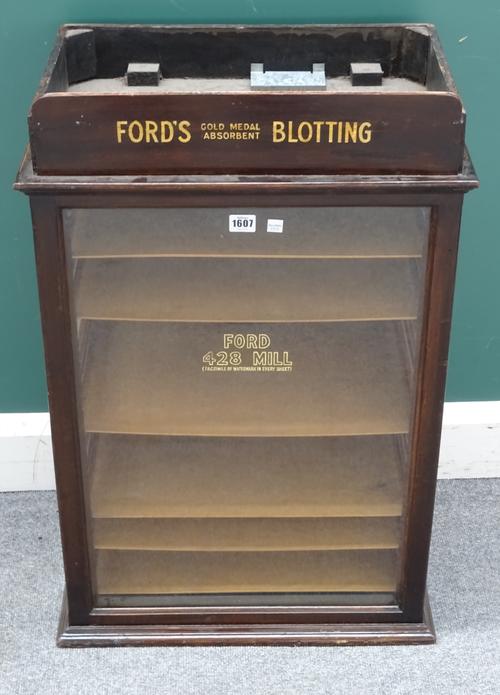 FORD'S GOLD MEDAL ABSORBENT BLOTTING
1607
FORD
428 MILL
(FACSIMILE OF WATERMARK IN EVERY SHEET)